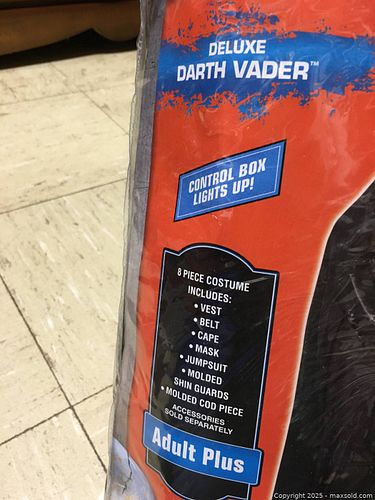 DELUXE
DARTH VADER™
CONTROL BOX
LIGHTS UP!
8 PIECE COSTUME
INCLUDES:
• VEST
• BELT
• CAPE
• MASK
• JUMPSUIT
• MOLDED
SHIN GUARDS
• MOLDED COD PIECE
ACCESSORIES
SOLD SEPARATELY
Adult Plus
Copyright 2025 - maxsold.com